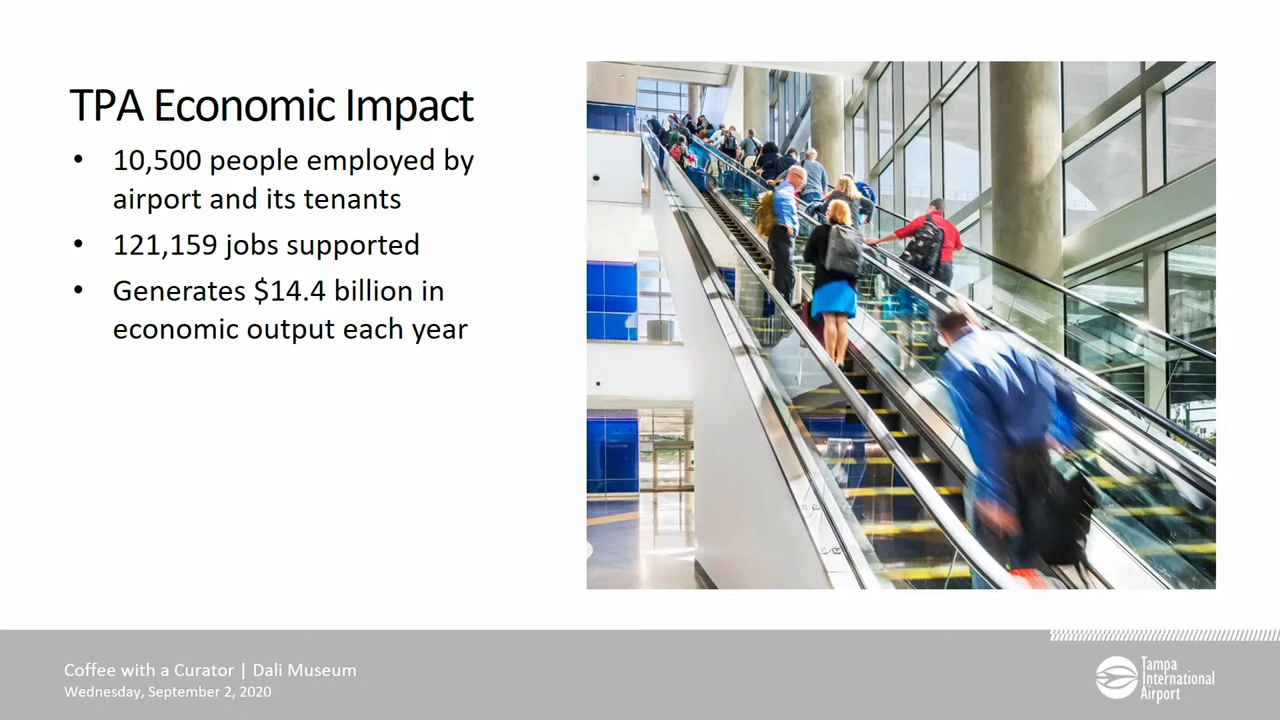 TPA Economic Impact
• 10,500 people employed by
airport and its tenants
• 121,159 jobs supported
• Generates $14.4 billion in
economic output each year
Coffee with a Curator | Dali Museum
Wednesday, September 2, 2020
Tampa
International
Airport